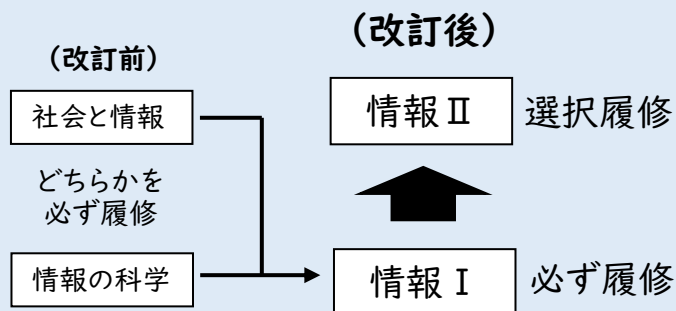 (改訂前)
社会と情報
どちらかを
必ず履修
情報の科学
(改訂後)
情報Ⅱ
選択履修
情報Ⅰ
必ず履修